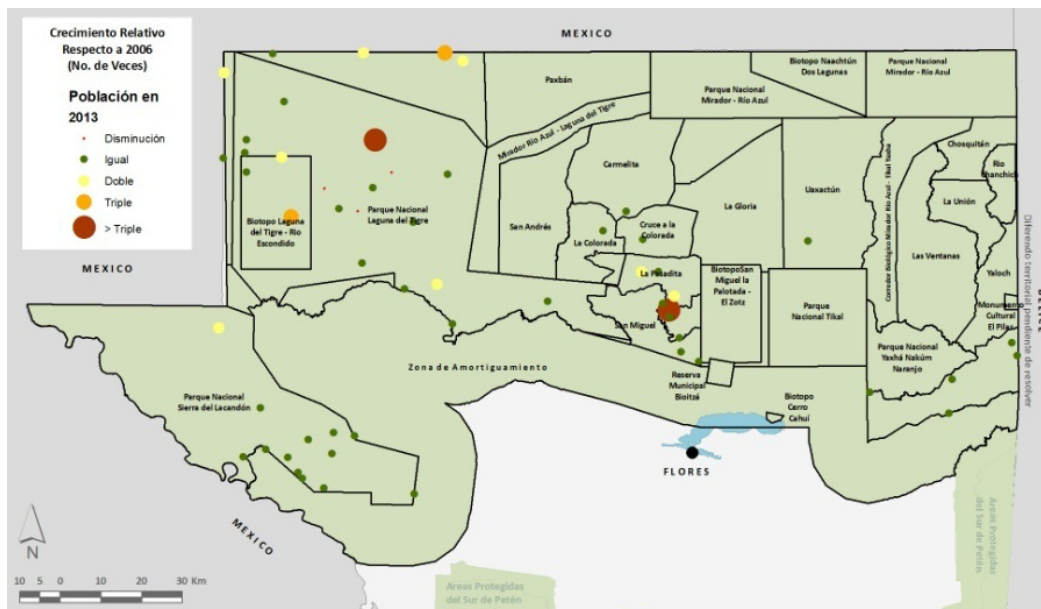 Crecimiento Relativo
Respecto a 2006
(No. de Veces)
Población en
2013
Disminución
Igual
Doble
Triple
> Triple
MEXICO
Paxbán
Biotopo Naachtún
Dos Lagunas
Parque Nacional
Mirador - Río Azul
Parque Nacional
Mirador - Río Azul
Mirador Río Azul - Laguna del Tigre
Carmelita
Chosquitán
Rio
Chanchich
Corredor Biológico Mirador Río Azul - Tikal Yaxha
Uaxactún
La Gloria
La Unión
Parque Nacional
Laguna del Tigre
Biotopo Laguna
del Tigre - Río
Escondido
San Andrés
La Colorada
Cruce a la
Colorada
Las Ventanas
Diferendo territorial pendiente de resolver
MEXICO
La Pasadita
Biotopo San
Miguel la
Palotada -
El Zotz
Yaloch
BELICE
Parque
Nacional Tikal
Monumento
Cultural
El Pilar
San Miguel
Parque Nacional
Yaxhá Nakúm
Naranjo
Zona de Amortiguamiento
Reserva
Municipal
Bioitzá
Parque Nacional
Sierra del Lacandón
Biotopo
Cerro
Cahuí
FLORES
MEXICO
N
10 5 0 10 20 30 Km
Areas Protegidas
del Sur de Petén
Areas Protegidas
del Sur de Petén